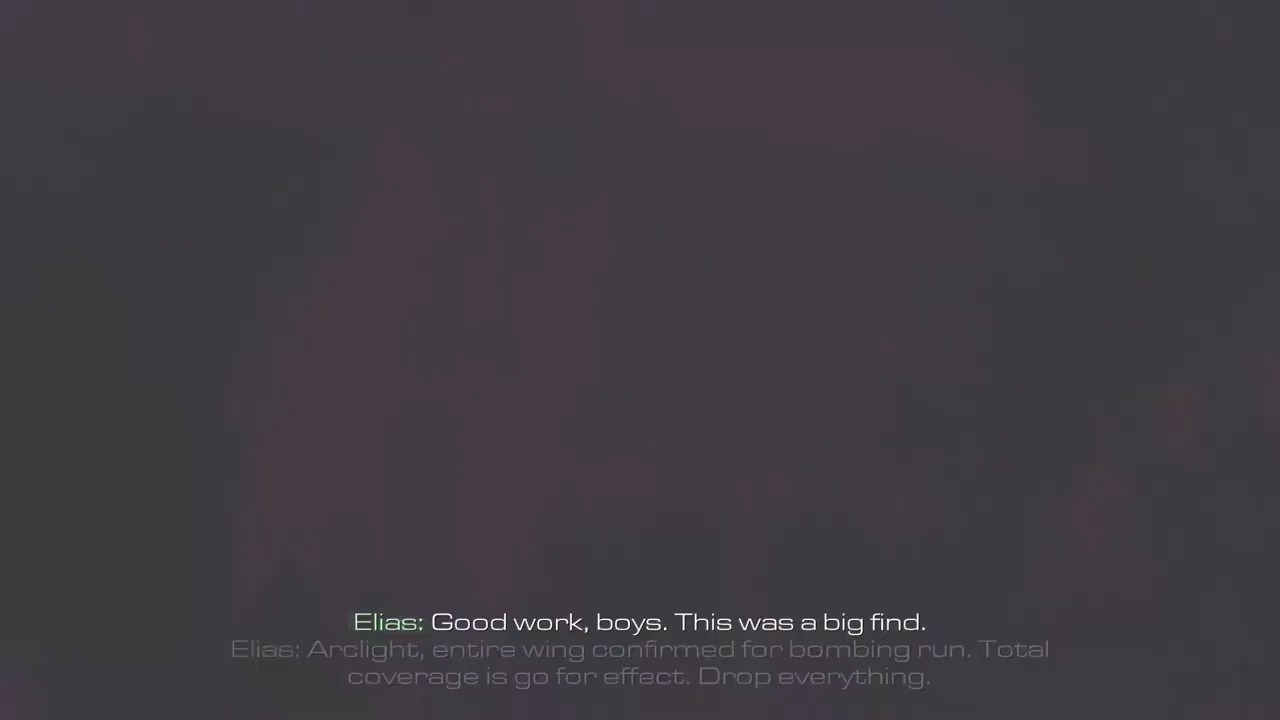 Elias: Good work, boys. This was a big find.
Elias: Arclight, entire wing confirmed for bombing run. Total
coverage is go for effect. Drop everything.